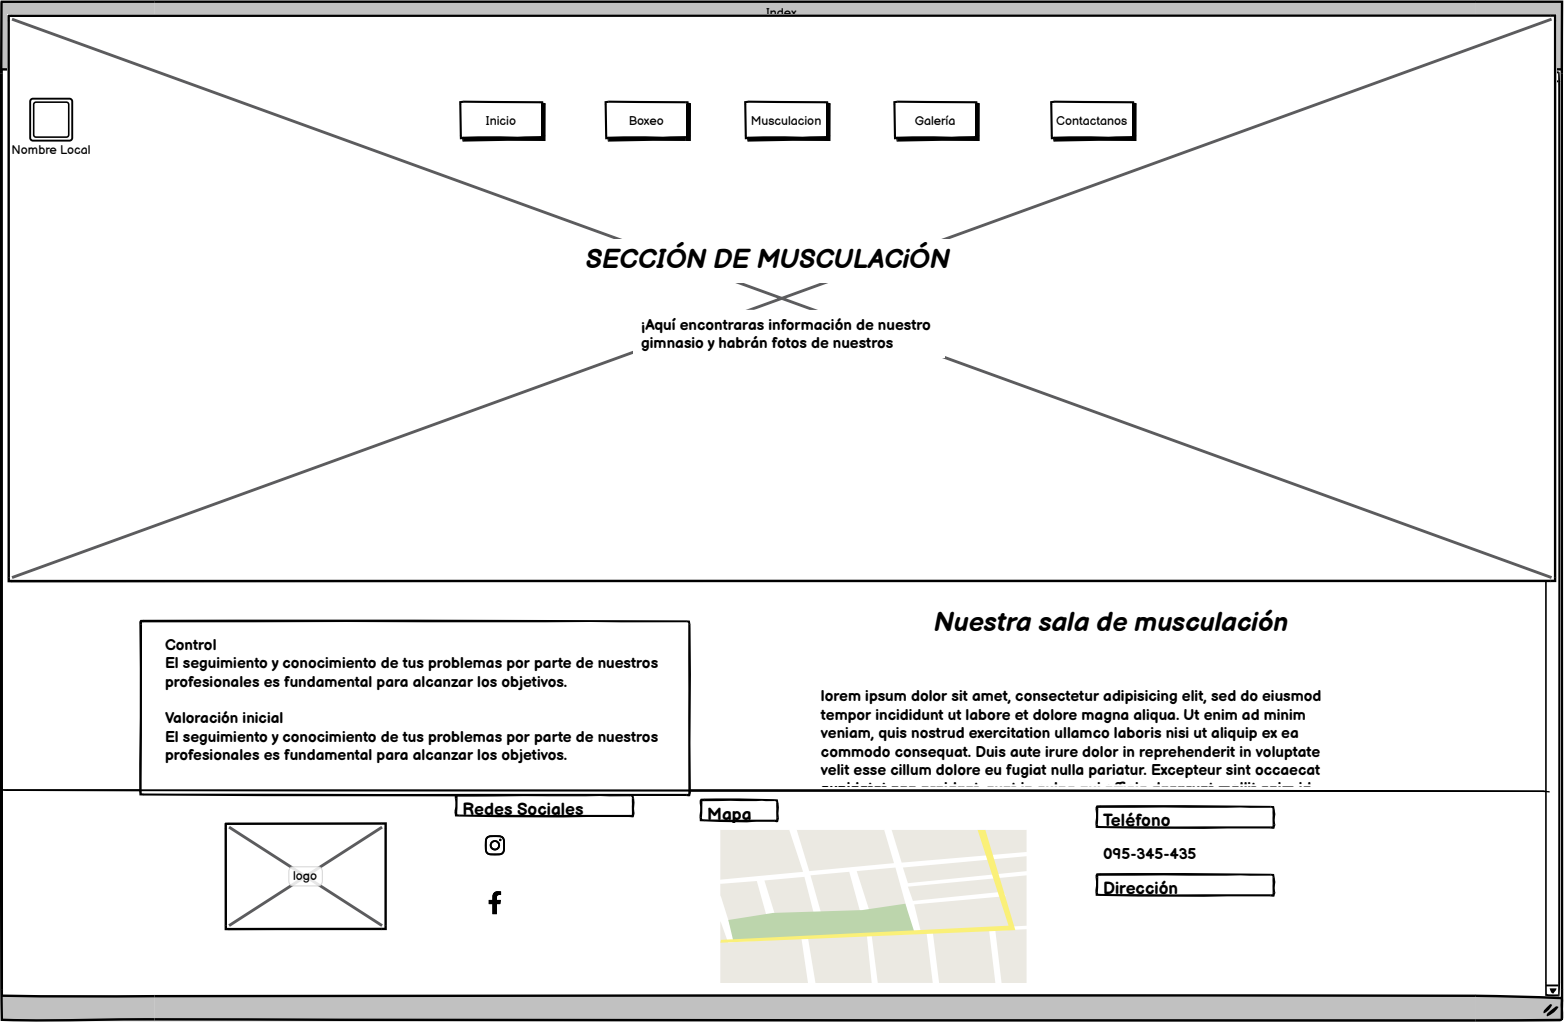 Index
Nombre Local
Inicio
Boxeo
Musculacion
Galería
Contactanos
SECCIÓN DE MUSCULACiÓN
¡Aquí encontraras información de nuestro
gimnasio y habrán fotos de nuestros
Nuestra sala de musculación
Control
El seguimiento y conocimiento de tus problemas por parte de nuestros
profesionales es fundamental para alcanzar los objetivos.
Valoración inicial
El seguimiento y conocimiento de tus problemas por parte de nuestros
profesionales es fundamental para alcanzar los objetivos.
lorem ipsum dolor sit amet, consectetur adipisicing elit, sed do eiusmod
tempor incididunt ut labore et dolore magna aliqua. Ut enim ad minim
veniam, quis nostrud exercitation ullamco laboris nisi ut aliquip ex ea
commodo consequat. Duis aute irure dolor in reprehenderit in voluptate
velit esse cillum dolore eu fugiat nulla pariatur. Excepteur sint occaecat
logo
Redes Sociales
Mapa
Teléfono
095-345-435
Dirección